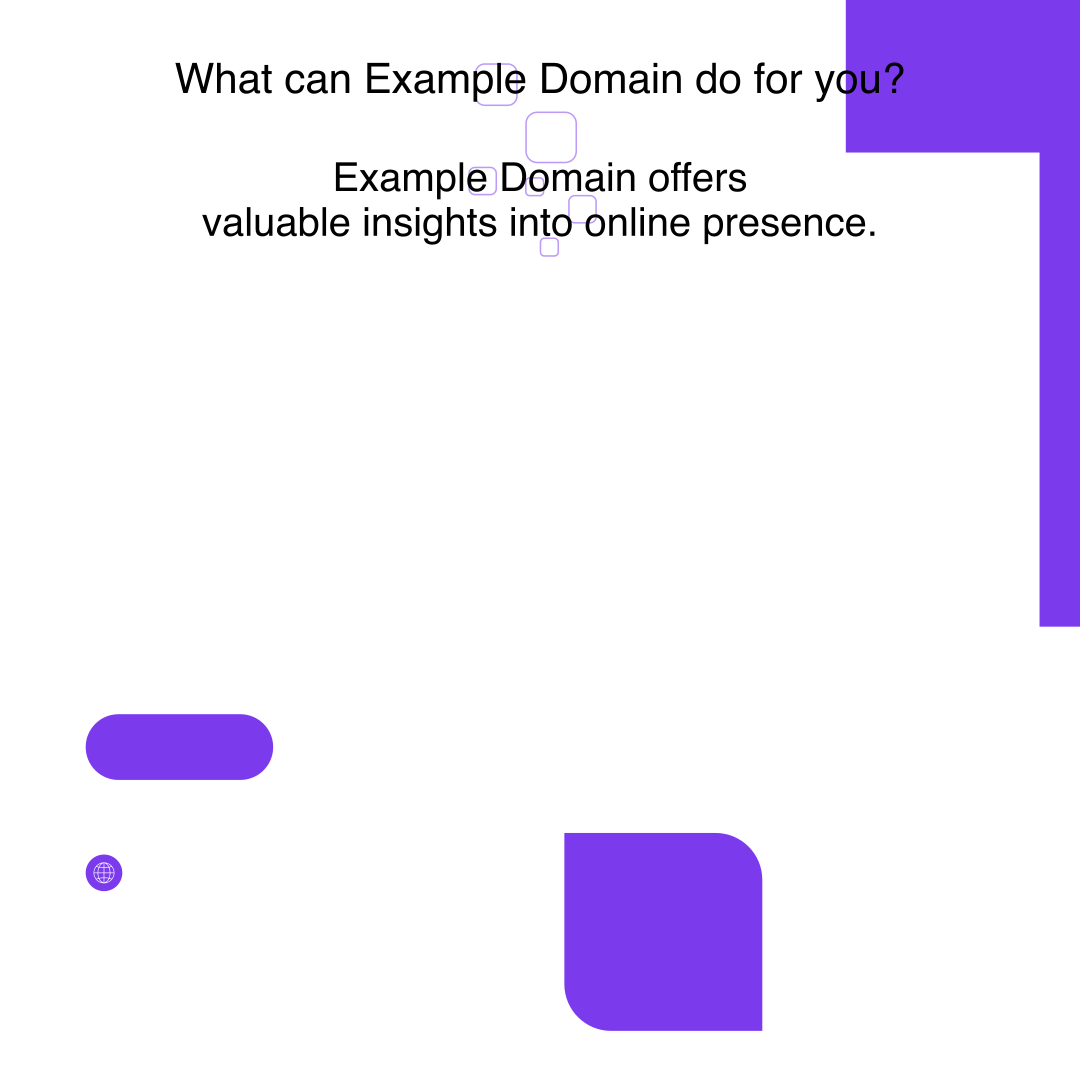 What can Example Domain do for you?
Example Domain offers
valuable insights into online presence.